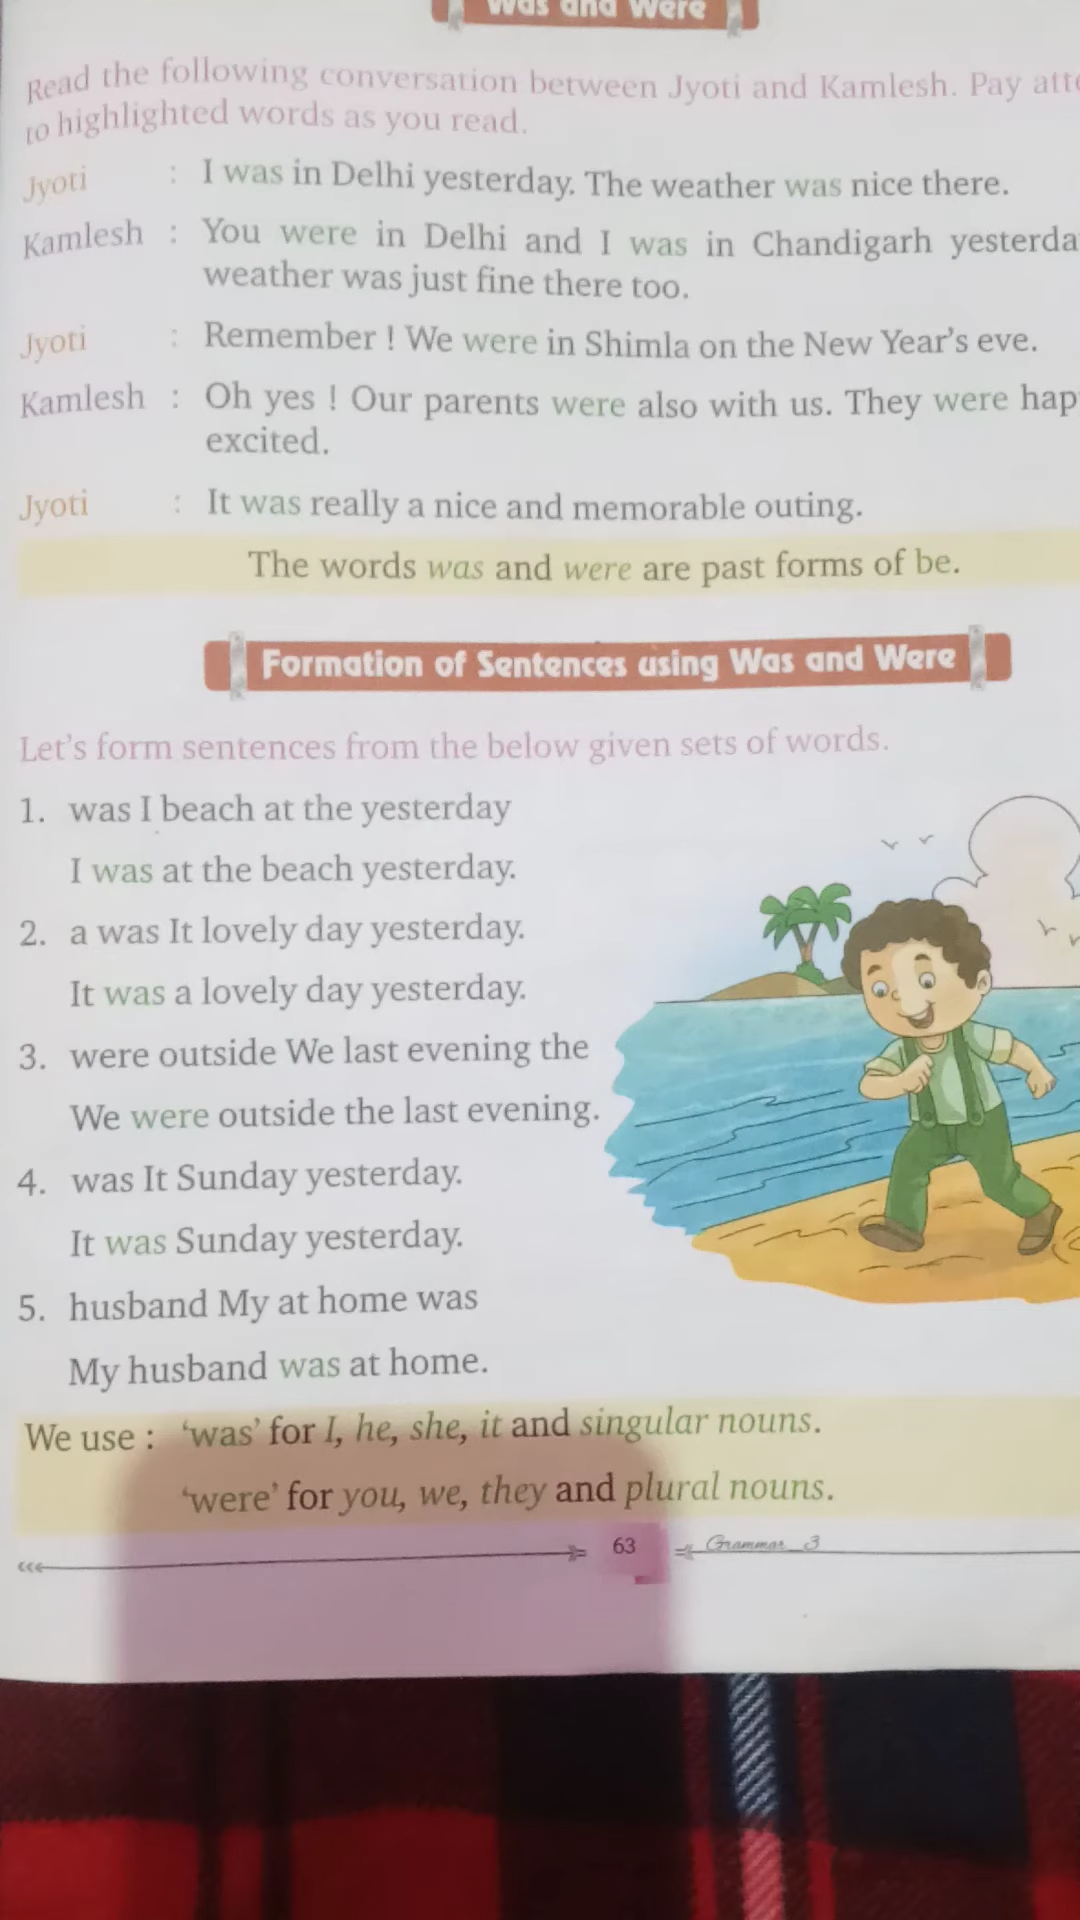 Was and Were
Read the following conversation between Jyoti and Kamlesh. Pay
to highlighted words as you read.
Jyoti : I was in Delhi yesterday. The weather was nice there.
Kamlesh : You were in Delhi and I was in Chandigarh
weather was just fine there too.
Jyoti : Remember ! We were in Shimla on the New Year's eve.
Kamlesh : Oh yes ! Our parents were also with us. They were
excited.
Jyoti : It was really a nice and memorable outing.
The words was and were are past forms of be.
Formation of Sentences using Was and Were
Let's form sentences from the below given sets of words.
1. was I beach at the yesterday
I was at the beach yesterday.
2. a was It lovely day yesterday.
It was a lovely day yesterday.
3. were outside We last evening the
We were outside the last evening.
4. was It Sunday yesterday.
It was Sunday yesterday.
5. husband My at home was
My husband was at home.
We use : 'was' for I, he, she, it and singular nouns.
'were' for you, we, they and plural nouns.
63 Grammar 3